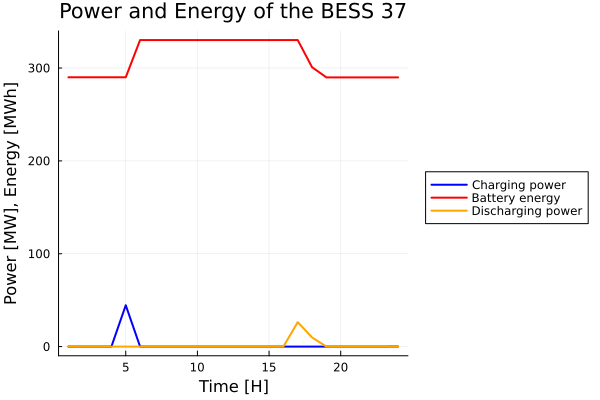 Power and Energy of the BESS 37
Power [MW], Energy [MWh]
300
200
100
0
5
10
15
20
Time [H]
Charging power
Battery energy
Discharging power